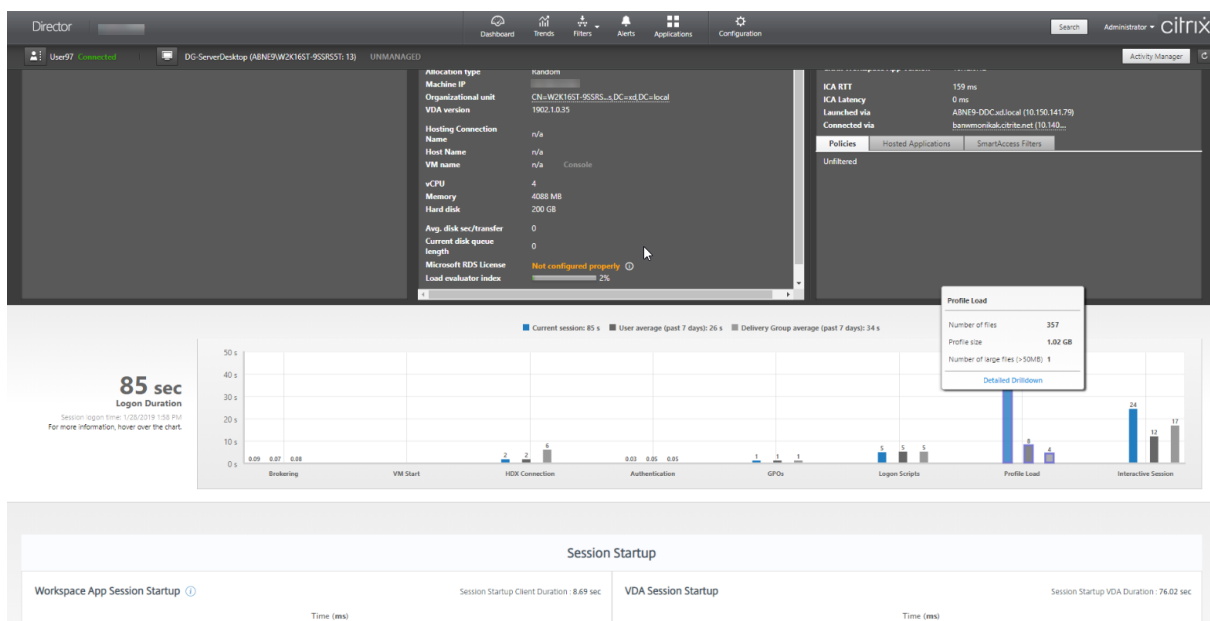 Director
Dashboard
Trends
Filters
Alerts
Applications
Configuration
Search
Administrator
citrix
User97 Connected
DG-ServerDesktop (ABNE9\W2K16ST-9SSRS5T: 13)
UNMANAGED
Activity Manager
Allocation type Random
Machine IP
Organizational unit CN=W2K16ST-9SSRS...s,DC=xd,DC=local
VDA version 1902.1.0.35
Hosting Connection
Name n/a
Host Name n/a
VM name n/a Console
vCPU 4
Memory 4088 MB
Hard disk 200 GB
Avg. disk sec/transfer 0
Current disk queue
length 0
Microsoft RDS License Not configured properly
Load evaluator index 2%
ICA RTT 159 ms
ICA Latency 0 ms
Launched via ABNE9-DDC.xd.local (10.150.141.79)
Connected via banwmonikak.citrite.net (10.140....
Policies
Hosted Applications
SmartAccess Filters
Unfiltered
Profile Load
Number of files 357
Profile size 1.02 GB
Number of large files (>50MB) 1
Detailed Drilldown
Current session: 85 s
User average (past 7 days): 26 s
Delivery Group average (past 7 days): 34 s
85 sec
Logon Duration
Session logon time: 1/28/2019 1:58 PM
For more information, hover over the chart.
50 s
40 s
30 s
20 s
10 s
0 s
0.09 0.07 0.08
2 2 6
0.03 0.05 0.05
1 1 1
5 5 5
8 4
24 12 17
Brokering
VM Start
HDX Connection
Authentication
GPOs
Logon Scripts
Profile Load
Interactive Session
Session Startup
Workspace App Session Startup
Session Startup Client Duration : 8.69 sec
VDA Session Startup
Session Startup VDA Duration : 76.02 sec
Time (ms)
Time (ms)